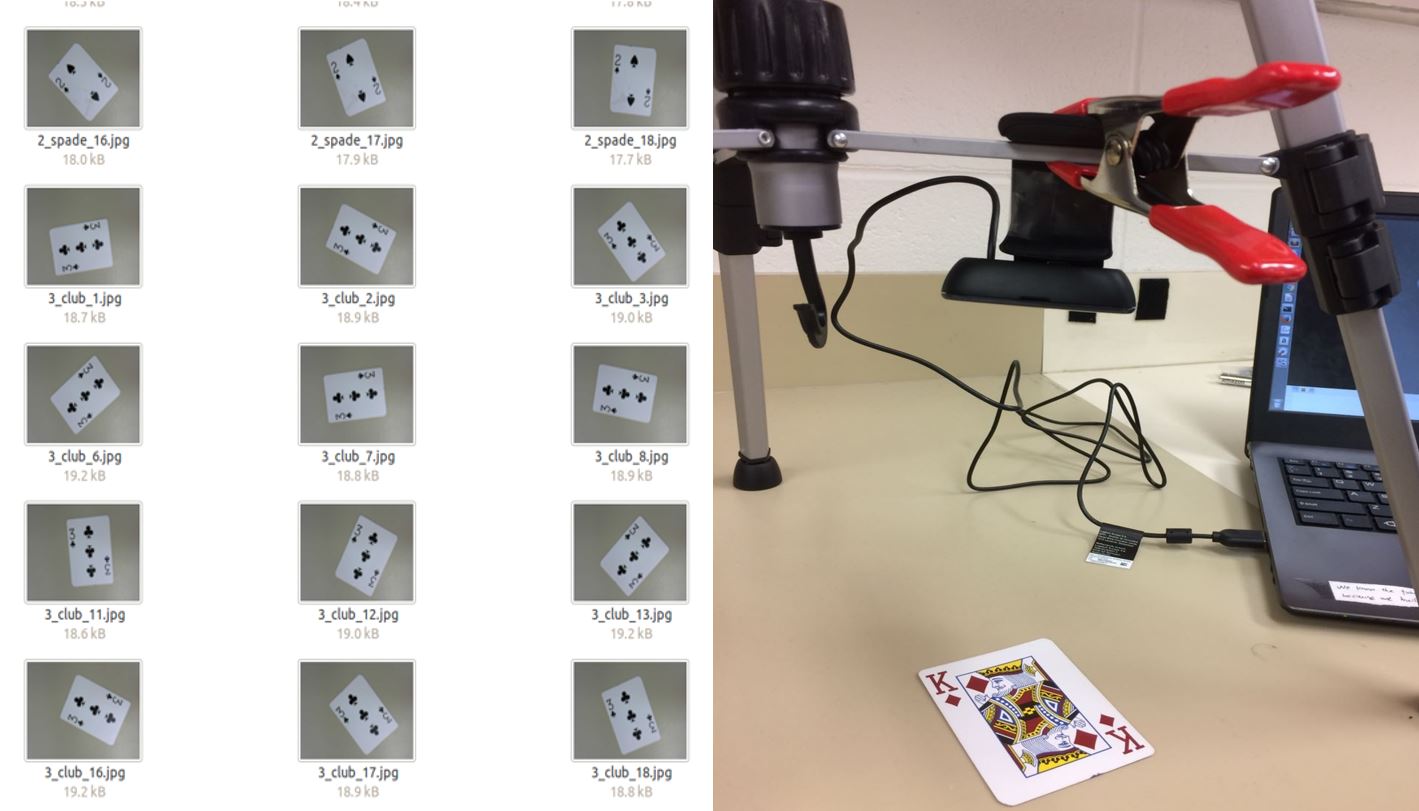 18.3 kB 18.4 kB 17.8 kB
2_spade_16.jpg 2_spade_17.jpg 2_spade_18.jpg
18.0 kB 17.9 kB 17.7 kB
3_club_1.jpg 3_club_2.jpg 3_club_3.jpg
18.7 kB 18.9 kB 19.0 kB
3_club_6.jpg 3_club_7.jpg 3_club_8.jpg
19.2 kB 18.8 kB 18.9 kB
3_club_11.jpg 3_club_12.jpg 3_club_13.jpg
18.6 kB 19.0 kB 19.2 kB
3_club_16.jpg 3_club_17.jpg 3_club_18.jpg
19.2 kB 18.9 kB 18.8 kB
K
K